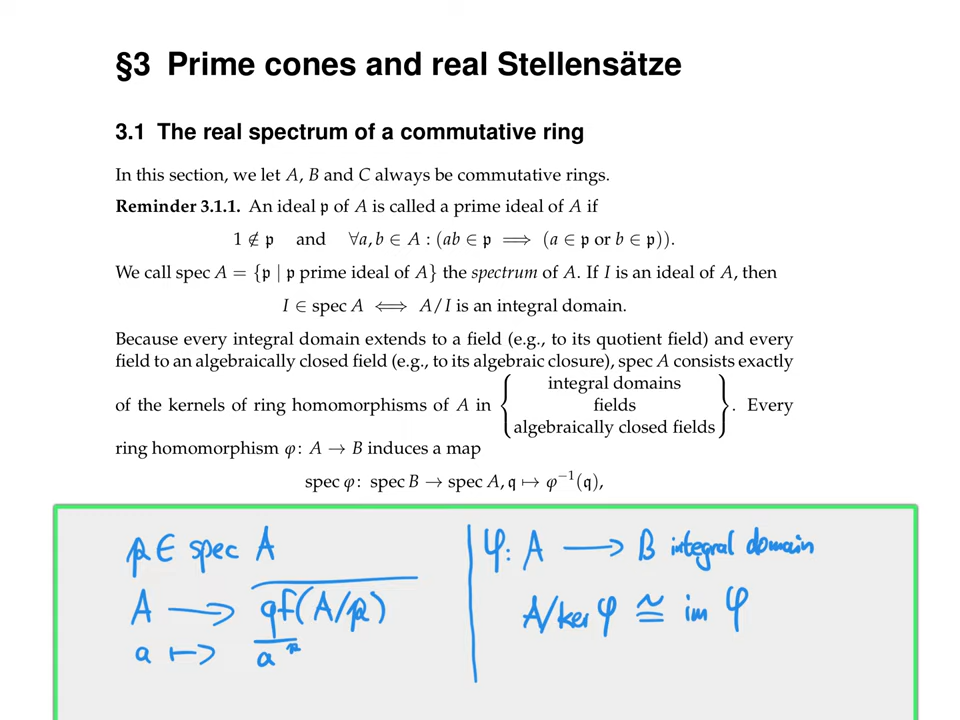 §3 Prime cones and real Stellensätze
3.1 The real spectrum of a commutative ring
In this section, we let A, B and C always be commutative rings.
Reminder 3.1.1. An ideal 𝔭 of A is called a prime ideal of A if
1 ∉ 𝔭 and ∀a, b ∈ A : (ab ∈ 𝔭 ⟹ (a ∈ 𝔭 or b ∈ 𝔭)).
We call spec A = {𝔭 | 𝔭 prime ideal of A} the spectrum of A. If I is an ideal of A, then
I ∈ spec A ⟺ A/I is an integral domain.
Because every integral domain extends to a field (e.g., to its quotient field) and every
field to an algebraically closed field (e.g., to its algebraic closure), spec A consists exactly
of the kernels of ring homomorphisms of A in { integral domains
fields
algebraically closed fields }. Every
ring homomorphism φ: A → B induces a map
spec φ: spec B → spec A, 𝔮 ↦ φ⁻¹(𝔮),
𝔭 ∈ spec A
A ⟶ \overline{qf(A/𝔭)}
a ↦ \overline{a}^𝔭
φ: A ⟶ B integral domain
A/ker φ ≅ im φ